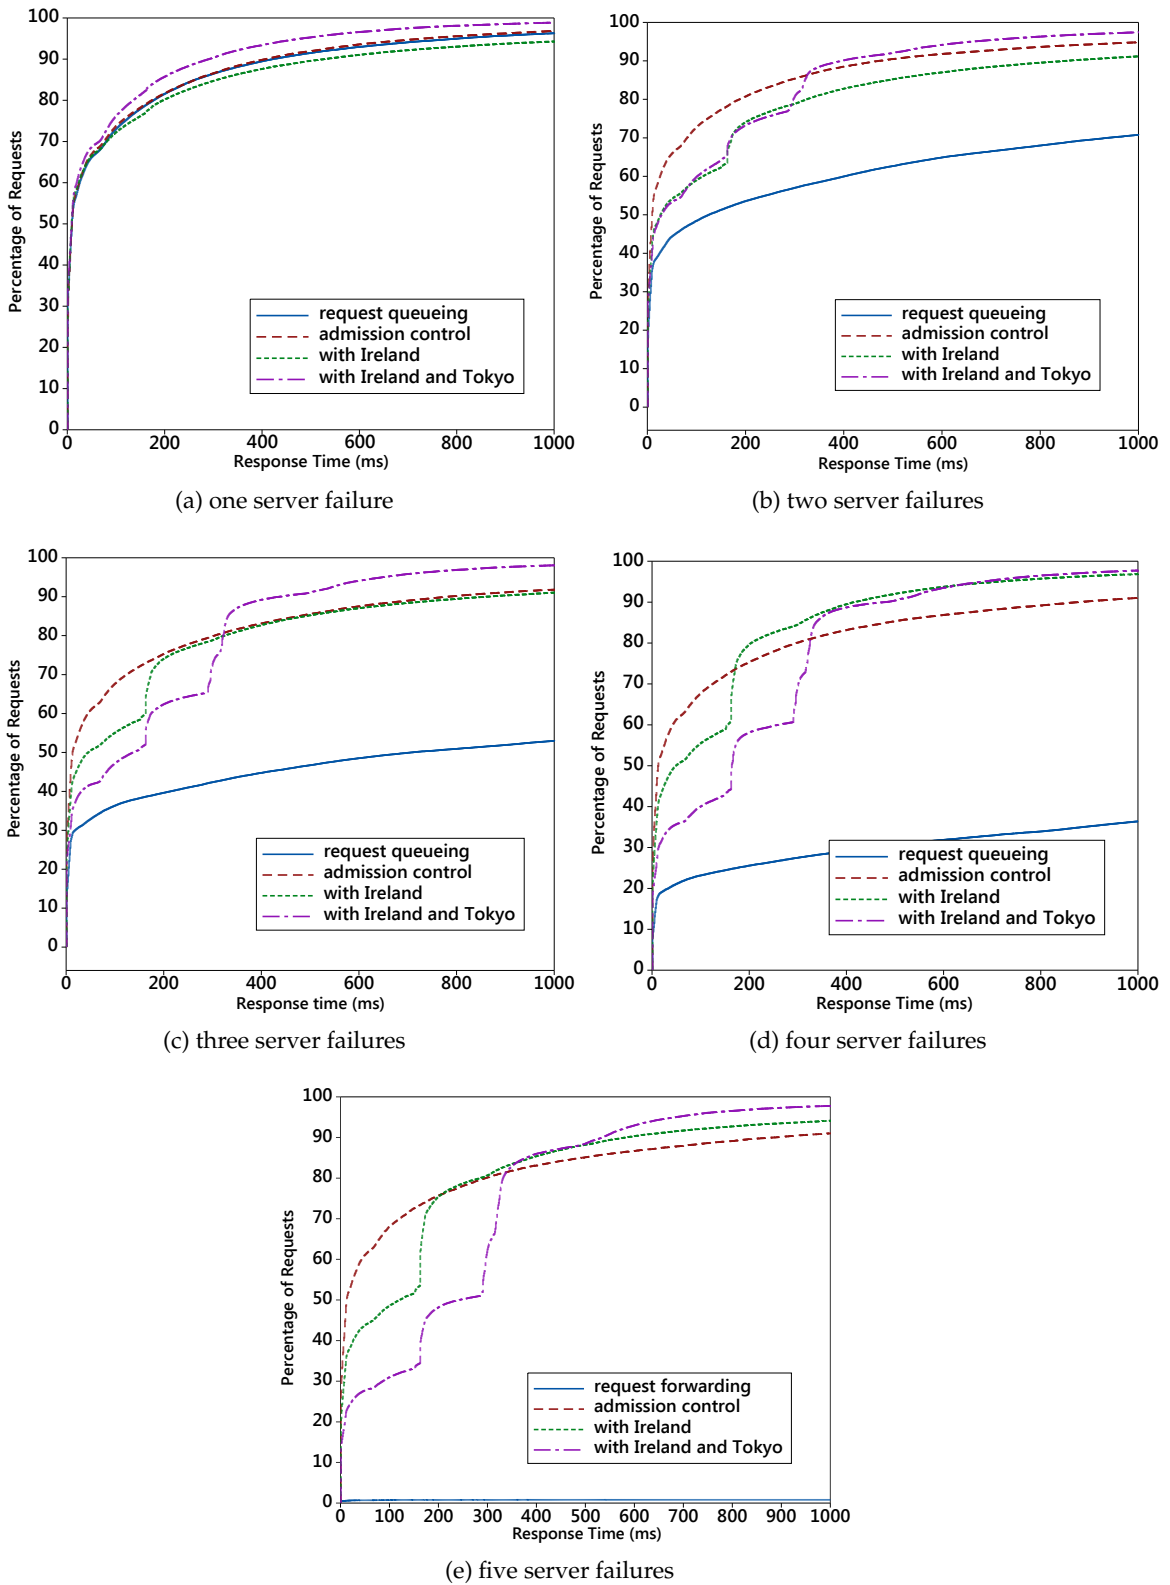 100
90
80
70
60
50
40
30
20
10
0
Percentage of Requests
request queueing
admission control
with Ireland
with Ireland and Tokyo
0 200 400 600 800 1000
Response Time (ms)
(a) one server failure
100
90
80
70
60
50
40
30
20
10
0
Percentage of Requests
request queueing
admission control
with Ireland
with Ireland and Tokyo
0 200 400 600 800 1000
Response Time (ms)
(b) two server failures
100
90
80
70
60
50
40
30
20
10
0
Percentage of Requests
request queueing
admission control
with Ireland
with Ireland and Tokyo
0 200 400 600 800 1000
Response time (ms)
(c) three server failures
100
90
80
70
60
50
40
30
20
10
0
Percentage of Requests
request queueing
admission control
with Ireland
with Ireland and Tokyo
0 200 400 600 800 1000
Response Time (ms)
(d) four server failures
100
90
80
70
60
50
40
30
20
10
0
Percentage of Requests
request forwarding
admission control
with Ireland
with Ireland and Tokyo
0 100 200 300 400 500 600 700 800 900 1000
Response Time (ms)
(e) five server failures